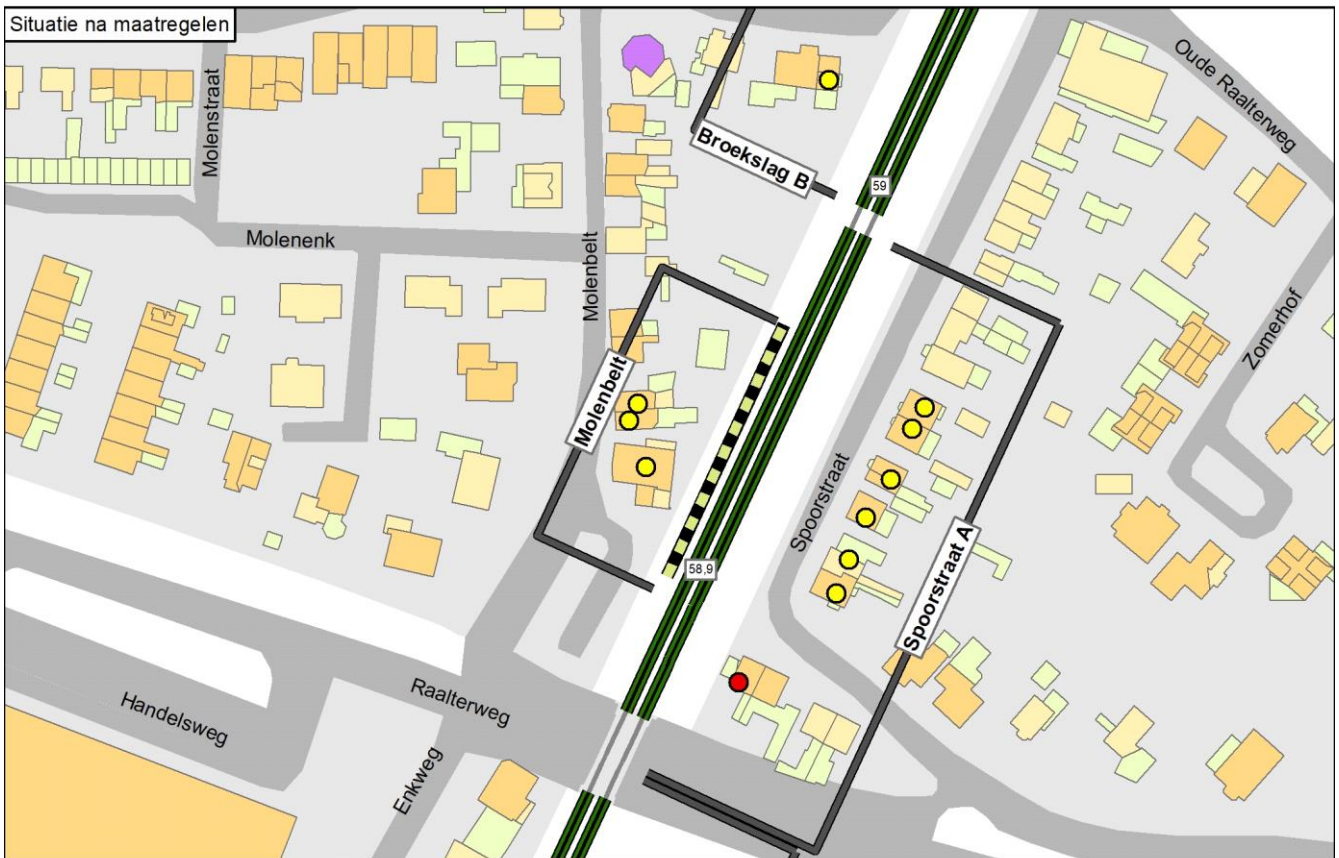 Situatie na maatregelen
Oude Raalterweg
Molenstraat
Broekslag B
59
Molenenk
Molenbelt
Zomerhof
Molenbelt
Spoorstraat
58,9
Spoorstraat A
Raalterweg
Handelsweg
Enkweg